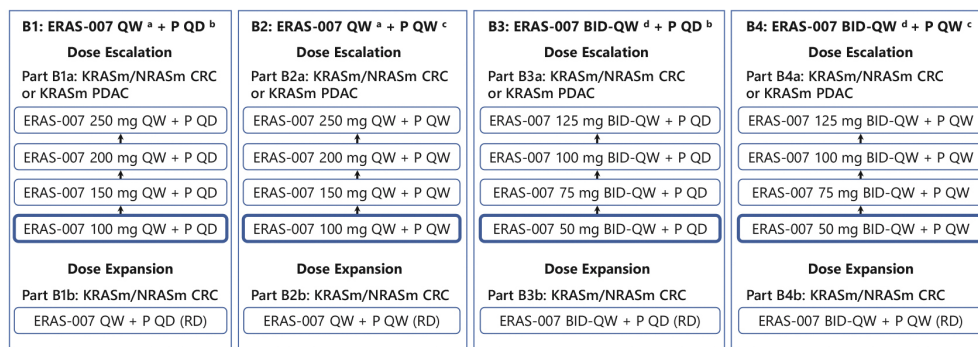 B1: ERAS-007 QW ᵃ + P QD ᵇ
Dose Escalation
Part B1a: KRASm/NRASm CRC
or KRASm PDAC
ERAS-007 250 mg QW + P QD
ERAS-007 200 mg QW + P QD
ERAS-007 150 mg QW + P QD
ERAS-007 100 mg QW + P QD
Dose Expansion
Part B1b: KRASm/NRASm CRC
ERAS-007 QW + P QD (RD)
B2: ERAS-007 QW ᵃ + P QW ᶜ
Dose Escalation
Part B2a: KRASm/NRASm CRC
or KRASm PDAC
ERAS-007 250 mg QW + P QW
ERAS-007 200 mg QW + P QW
ERAS-007 150 mg QW + P QW
ERAS-007 100 mg QW + P QW
Dose Expansion
Part B2b: KRASm/NRASm CRC
ERAS-007 QW + P QW (RD)
B3: ERAS-007 BID-QW ᵈ + P QD ᵇ
Dose Escalation
Part B3a: KRASm/NRASm CRC
or KRASm PDAC
ERAS-007 125 mg BID-QW + P QD
ERAS-007 100 mg BID-QW + P QD
ERAS-007 75 mg BID-QW + P QD
ERAS-007 50 mg BID-QW + P QD
Dose Expansion
Part B3b: KRASm/NRASm CRC
ERAS-007 BID-QW + P QD (RD)
B4: ERAS-007 BID-QW ᵈ + P QW ᶜ
Dose Escalation
Part B4a: KRASm/NRASm CRC
or KRASm PDAC
ERAS-007 125 mg BID-QW + P QW
ERAS-007 100 mg BID-QW + P QW
ERAS-007 75 mg BID-QW + P QW
ERAS-007 50 mg BID-QW + P QW
Dose Expansion
Part B4b: KRASm/NRASm CRC
ERAS-007 BID-QW + P QW (RD)